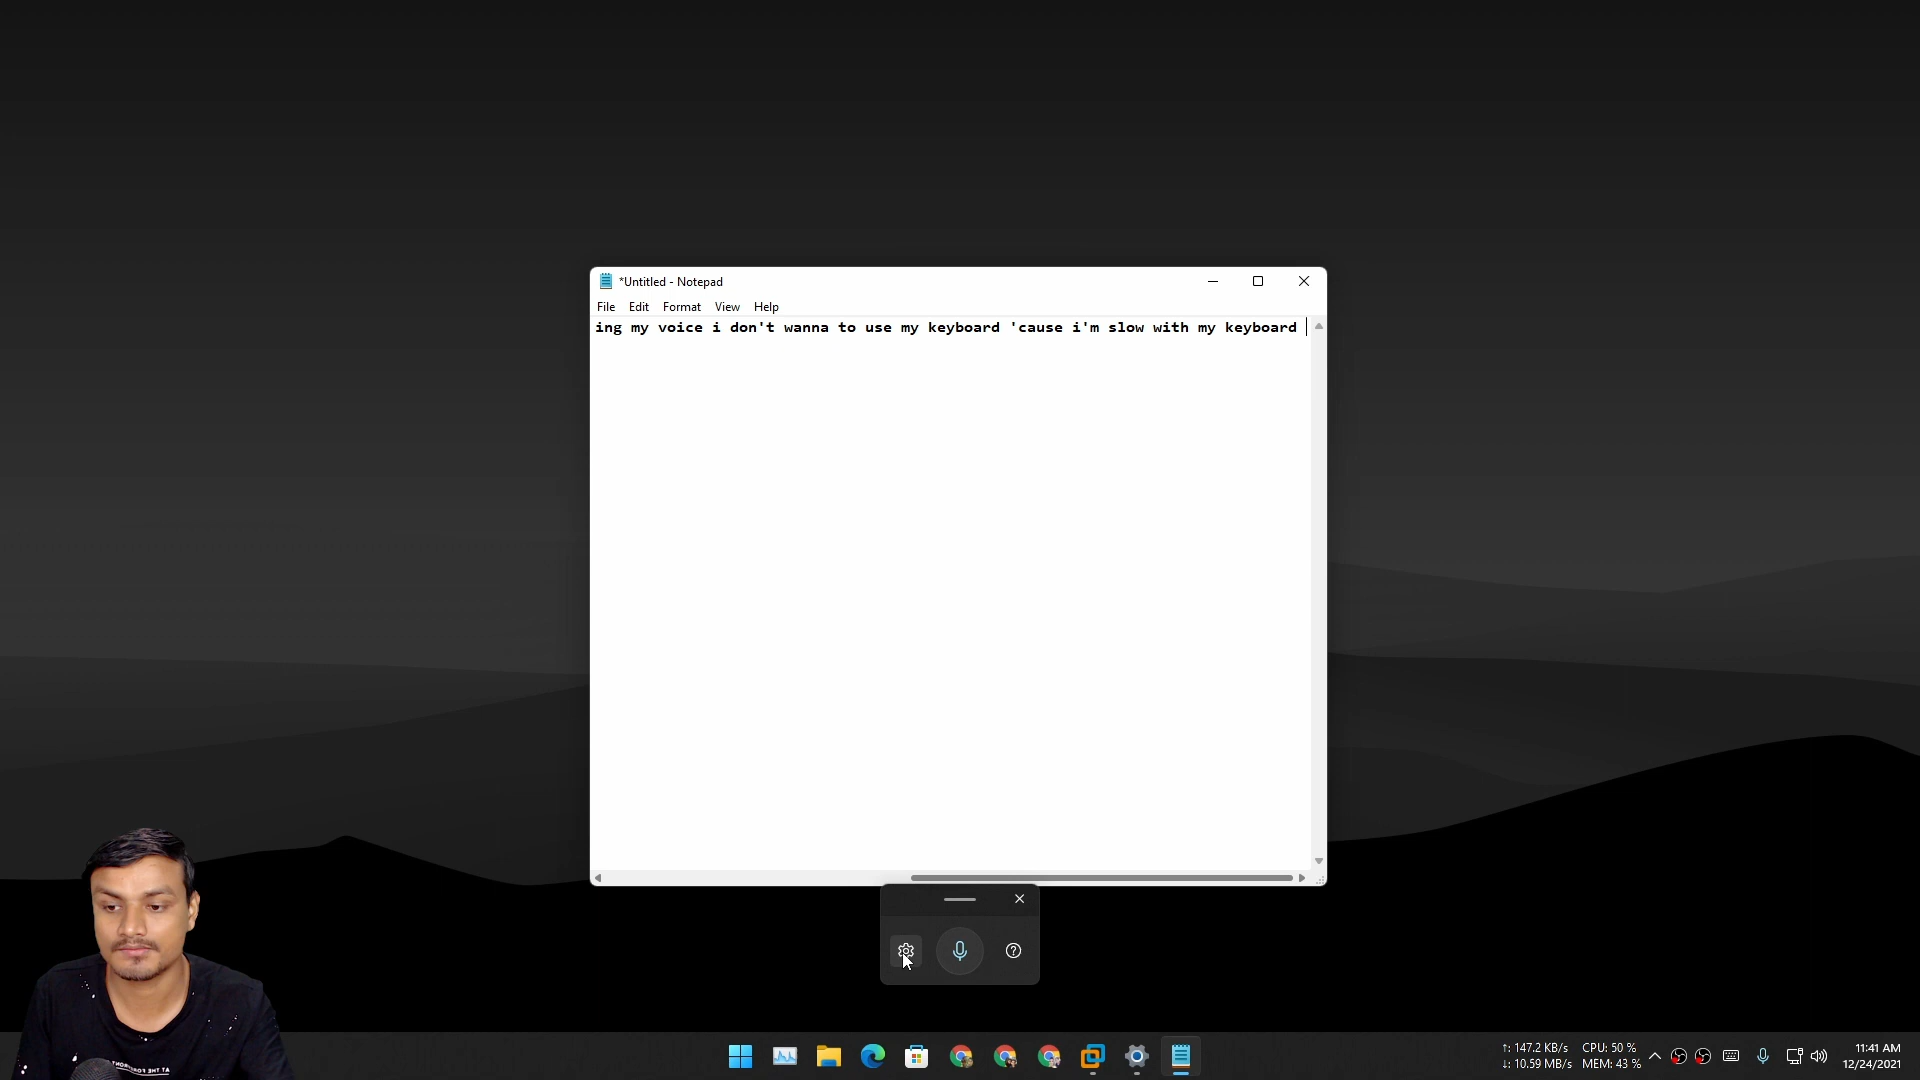 *Untitled - Notepad
File Edit Format View Help
ing my voice i don't wanna to use my keyboard 'cause i'm slow with my keyboard
↑: 147.2 KB/s CPU: 50 %
↓: 10.59 MB/s MEM: 43 %
11:41 AM
12/24/2021